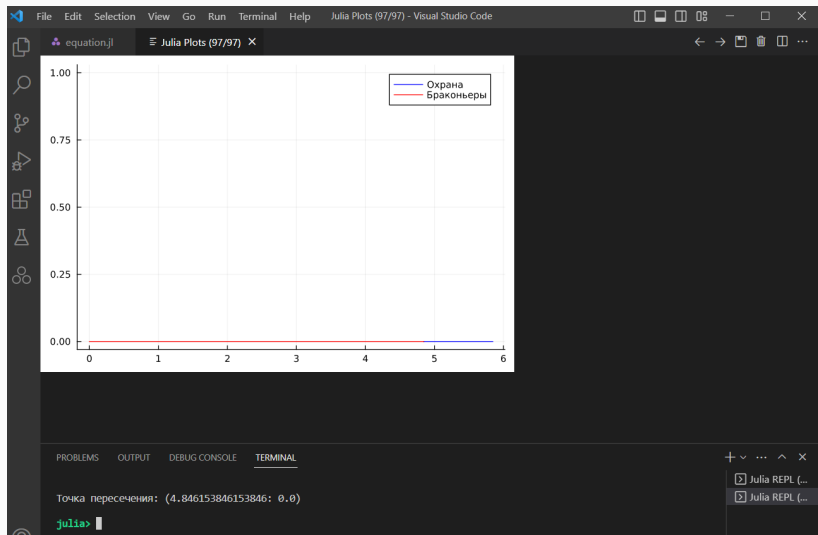 File Edit Selection View Go Run Terminal Help Julia Plots (97/97) - Visual Studio Code
equation.jl Julia Plots (97/97)
1.00
Охрана
Браконьеры
0.75
0.50
0.25
0.00
0 1 2 3 4 5 6
PROBLEMS OUTPUT DEBUG CONSOLE TERMINAL
Julia REPL (...
Точка пересечения: (4.846153846153846: 0.0)
Julia REPL (...
julia>